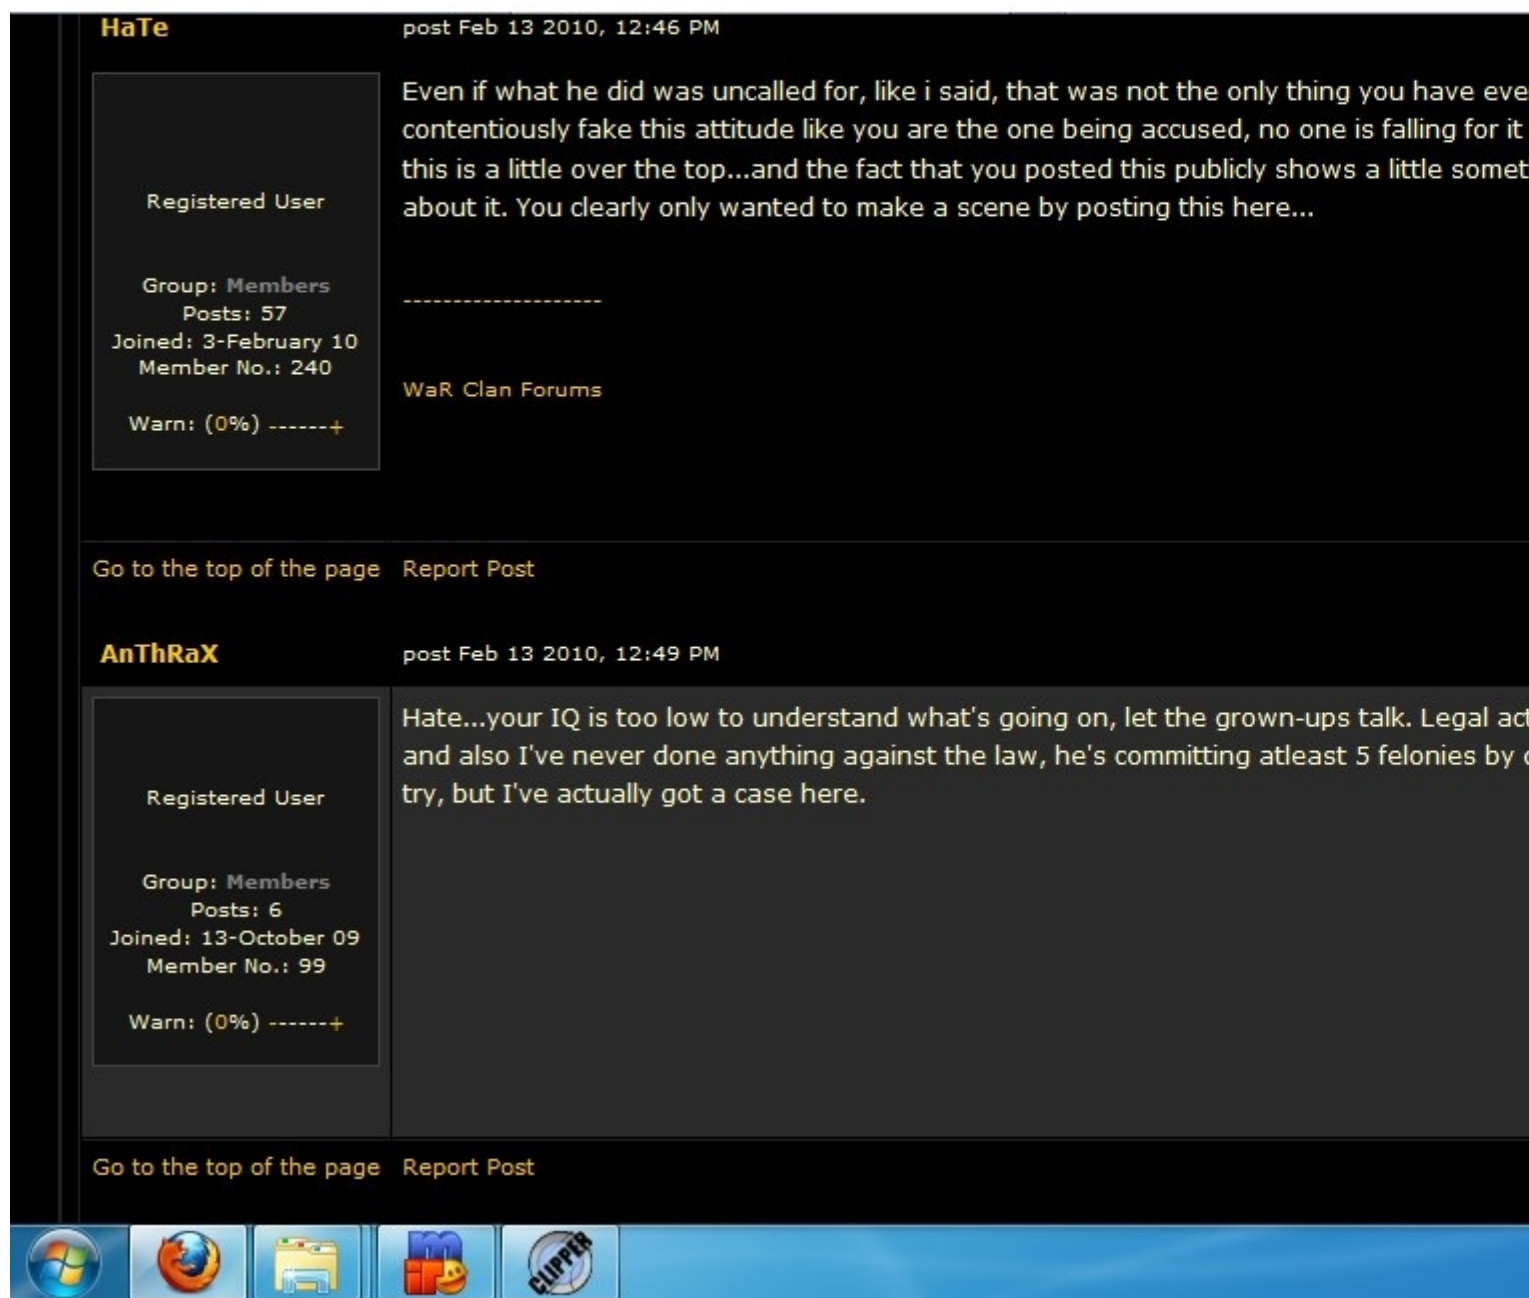 HaTe
post Feb 13 2010, 12:46 PM
Even if what he did was uncalled for, like i said, that was not the only thing you have eve
contentiously fake this attitude like you are the one being accused, no one is falling for it
this is a little over the top...and the fact that you posted this publicly shows a little somet
about it. You clearly only wanted to make a scene by posting this here...
Registered User
Group: Members
Posts: 57
Joined: 3-February 10
Member No.: 240
Warn: (0%) ------+
--------------------
WaR Clan Forums
Go to the top of the page
Report Post
AnThRaX
post Feb 13 2010, 12:49 PM
Hate...your IQ is too low to understand what's going on, let the grown-ups talk. Legal act
and also I've never done anything against the law, he's committing atleast 5 felonies by
try, but I've actually got a case here.
Registered User
Group: Members
Posts: 6
Joined: 13-October 09
Member No.: 99
Warn: (0%) ------+
Go to the top of the page
Report Post
CLIPPER